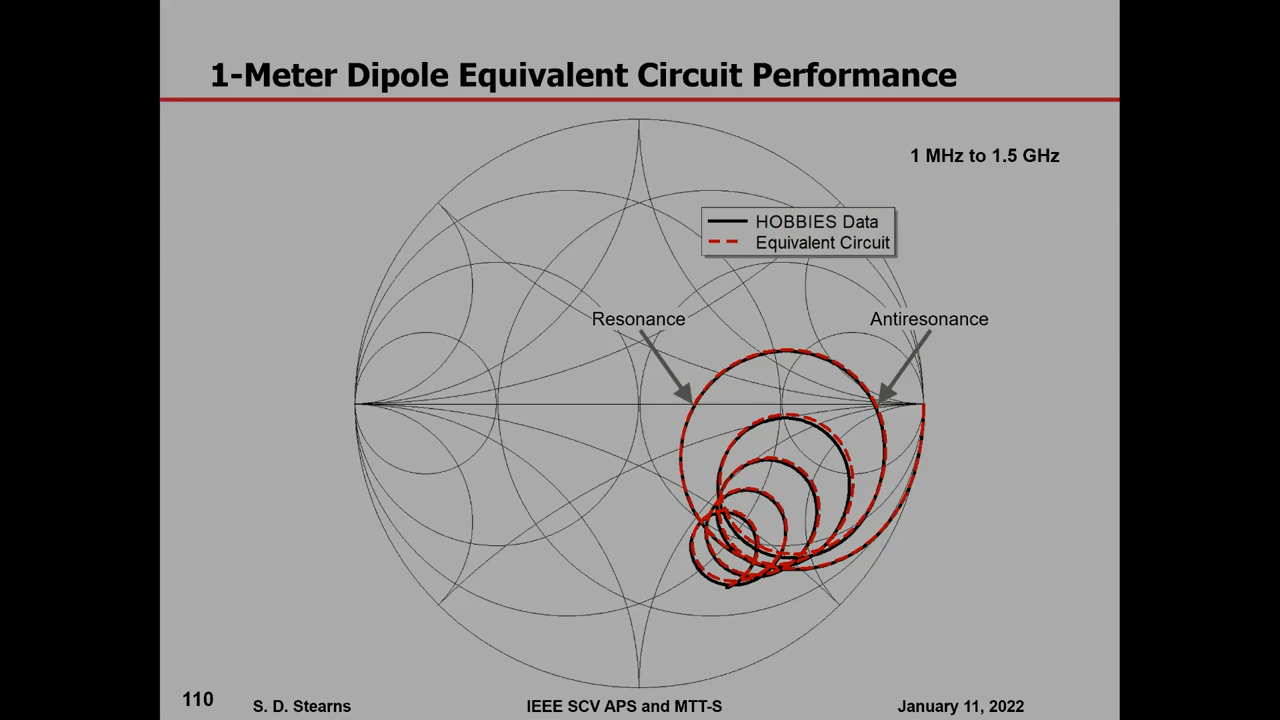 1-Meter Dipole Equivalent Circuit Performance
1 MHz to 1.5 GHz
HOBBIES Data
Equivalent Circuit
Resonance
Antiresonance
110
S. D. Stearns
IEEE SCV APS and MTT-S
January 11, 2022